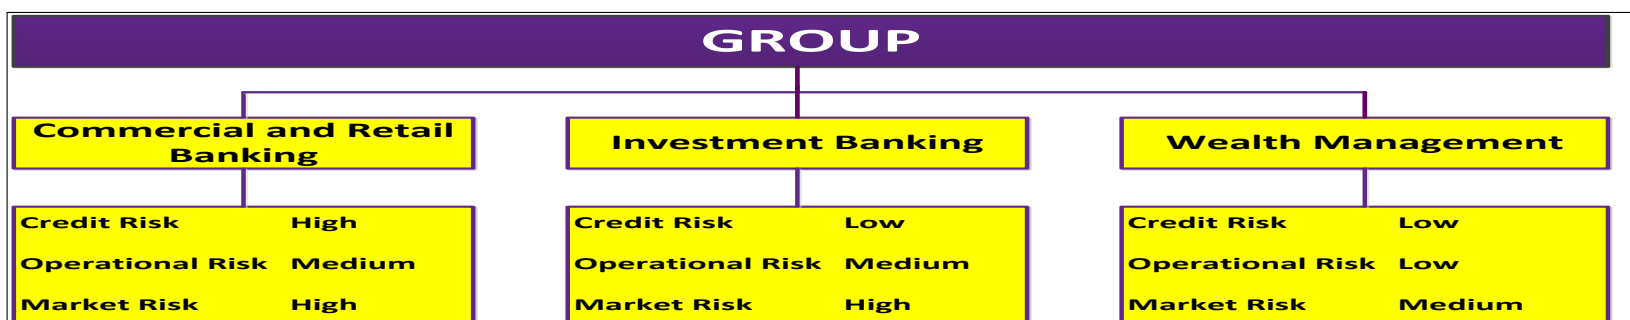 GROUP
Commercial and Retail
Banking
Investment Banking
Wealth Management
Credit Risk High
Operational Risk Medium
Market Risk High
Credit Risk Low
Operational Risk Medium
Market Risk High
Credit Risk Low
Operational Risk Low
Market Risk Medium